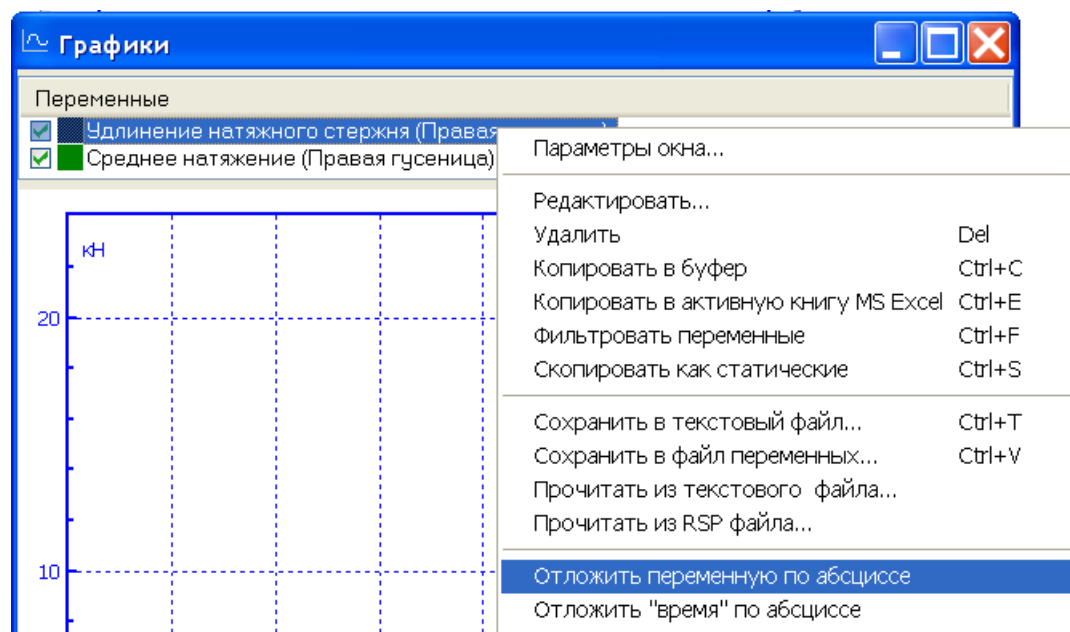 Графики
Переменные
Удлинение натяжного стержня (Правая
Среднее натяжение (Правая гусеница)
кН
20
10
Параметры окна...
Редактировать...
Удалить Del
Копировать в буфер Ctrl+C
Копировать в активную книгу MS Excel Ctrl+E
Фильтровать переменные Ctrl+F
Скопировать как статические Ctrl+S
Сохранить в текстовый файл... Ctrl+T
Сохранить в файл переменных... Ctrl+V
Прочитать из текстового файла...
Прочитать из RSP файла...
Отложить переменную по абсциссе
Отложить "время" по абсциссе